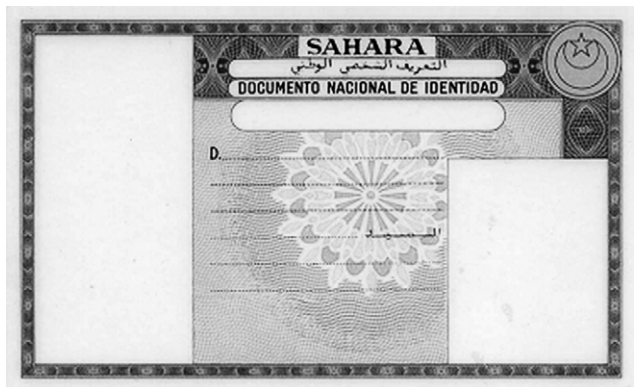 SAHARA
التعريف الشخصي الوطني
DOCUMENTO NACIONAL DE IDENTIDAD
D.
السيد